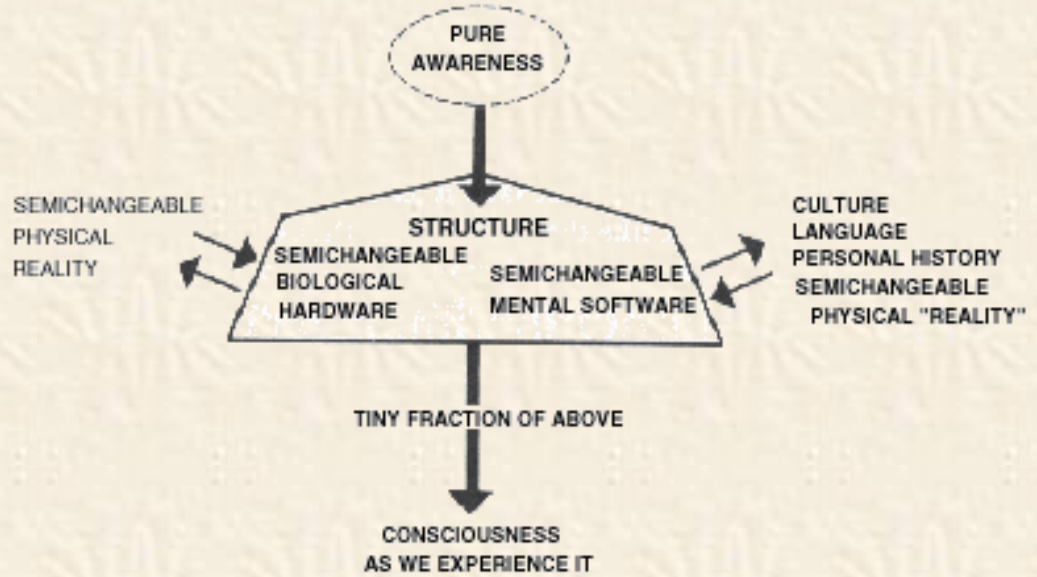 PURE
AWARENESS
SEMICHANGEABLE
PHYSICAL
REALITY
STRUCTURE
SEMICHANGEABLE
BIOLOGICAL
HARDWARE
SEMICHANGEABLE
MENTAL SOFTWARE
CULTURE
LANGUAGE
PERSONAL HISTORY
SEMICHANGEABLE
PHYSICAL "REALITY"
TINY FRACTION OF ABOVE
CONSCIOUSNESS
AS WE EXPERIENCE IT